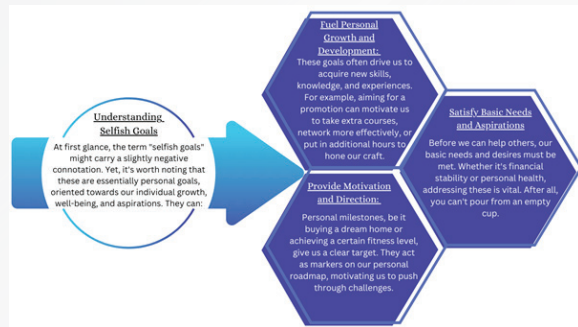 Understanding
Selfish Goals
At first glance, the term "selfish goals"
might carry a slightly negative
connotation. Yet, it's worth noting that
these are essentially personal goals,
oriented towards our individual growth,
well-being, and aspirations. They can:
Fuel Personal
Growth and
Development:
These goals often drive us to
acquire new skills,
knowledge, and experiences.
For example, aiming for a
promotion can motivate us
to take extra courses,
network more effectively, or
put in additional hours to
hone our craft.
Satisfy Basic Needs
and Aspirations
Before we can help others, our
basic needs and desires must
be met. Whether it's financial
stability or personal health,
addressing these is vital. After all,
you can't pour from an empty
cup.
Provide Motivation
and Direction:
Personal milestones, be it
buying a dream home or
achieving a certain fitness level,
give us a clear target. They act
as markers on our personal
roadmap, motivating us to push
through challenges.